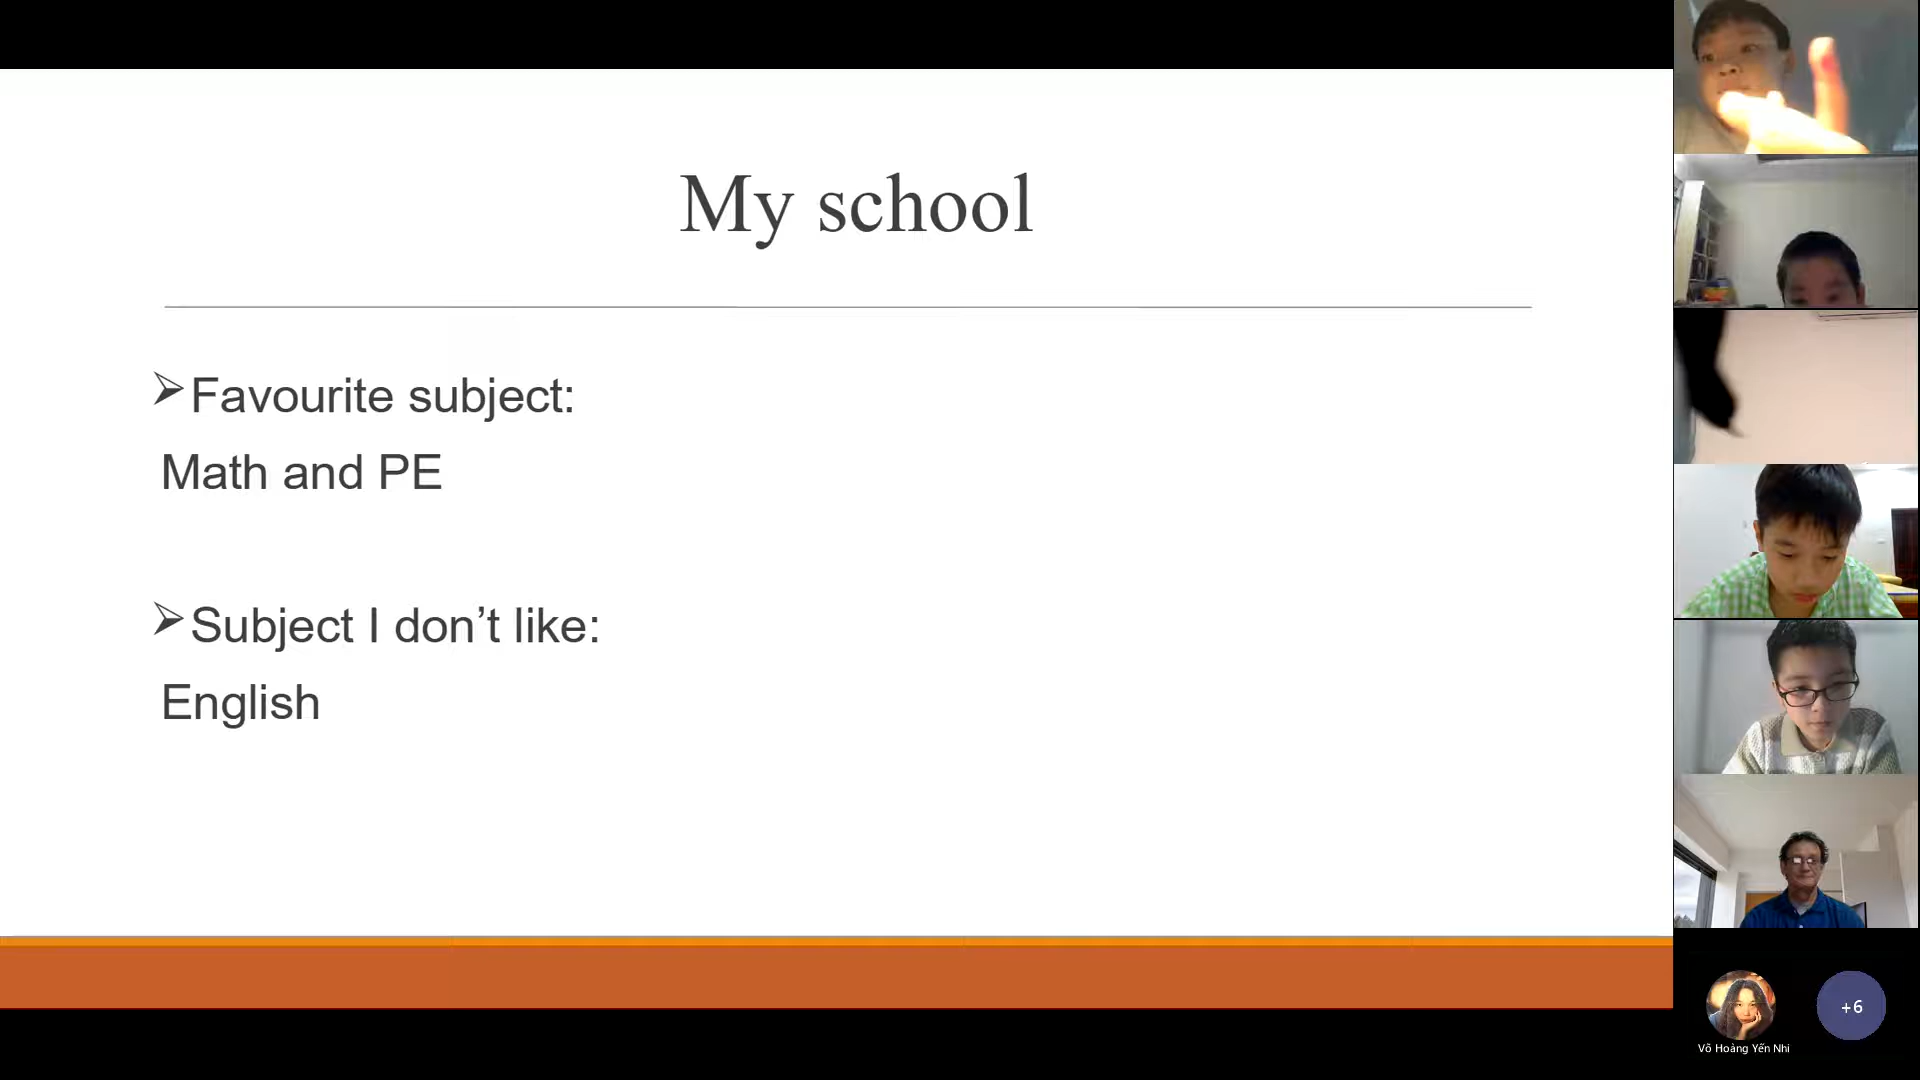 My school
Favourite subject:
Math and PE
Subject I don’t like:
English
+6
Võ Hoàng Yến Nhi